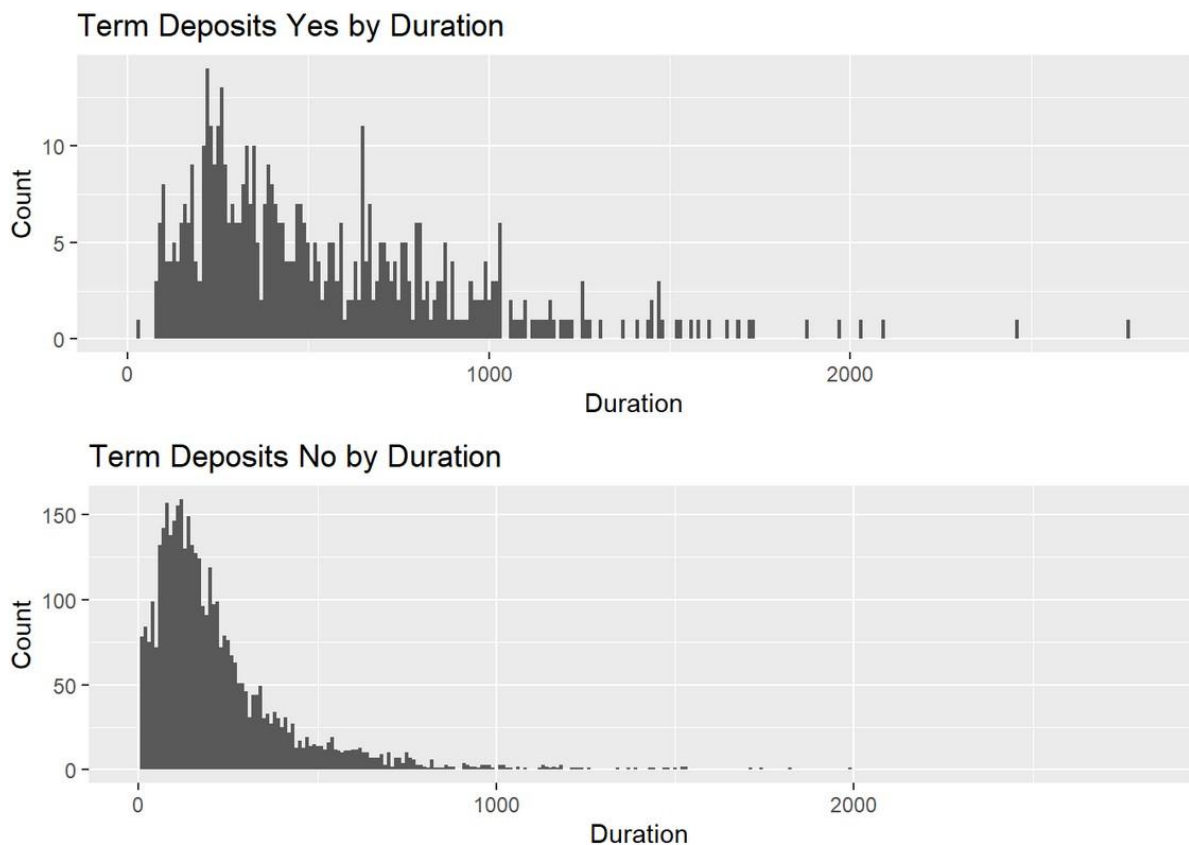 Term Deposits Yes by Duration
10
5
0
Count
0 1000 2000
Duration
Term Deposits No by Duration
150
100
50
0
Count
0 1000 2000
Duration